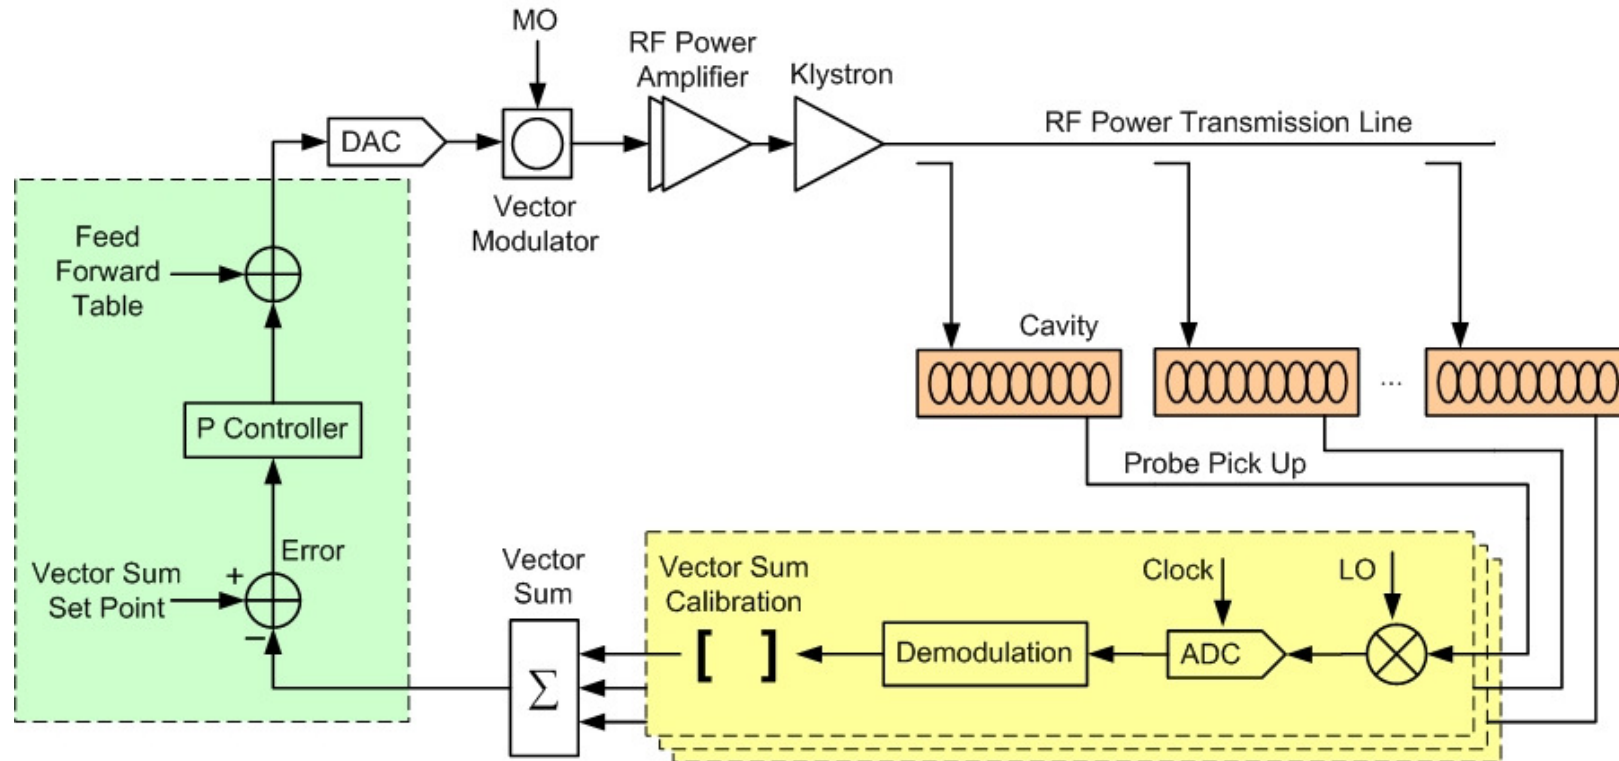 MO
RF Power
Amplifier
Klystron
RF Power Transmission Line
DAC
Vector
Modulator
Feed
Forward
Table
Cavity
...
P Controller
Probe Pick Up
Error
Vector Sum
Set Point
+
−
Vector
Sum
Σ
Vector Sum
Calibration
[ ]
Demodulation
Clock
ADC
LO